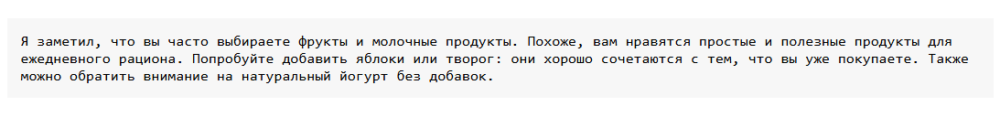 Я заметил, что вы часто выбираете фрукты и молочные продукты. Похоже, вам нравятся простые и полезные продукты для
ежедневного рациона. Попробуйте добавить яблоки или творог: они хорошо сочетаются с тем, что вы уже покупаете. Также
можно обратить внимание на натуральный йогурт без добавок.